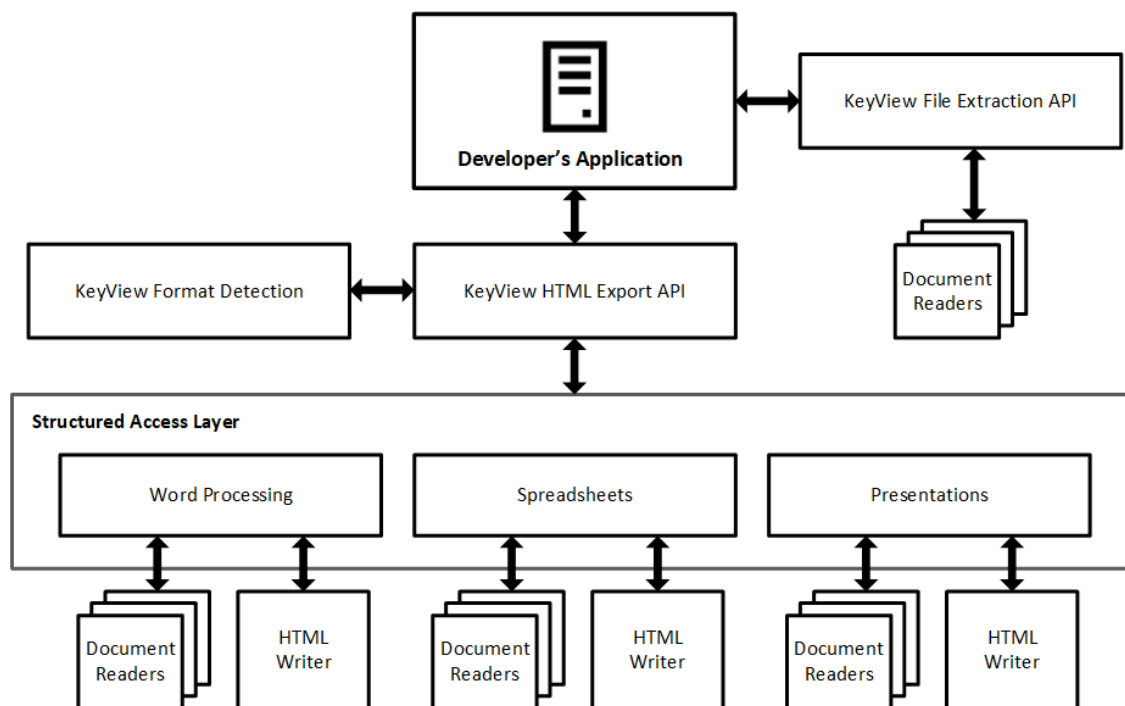 Developer's Application
KeyView File Extraction API
KeyView Format Detection
KeyView HTML Export API
Document
Readers
Structured Access Layer
Word Processing
Spreadsheets
Presentations
Document
Readers
HTML
Writer
Document
Readers
HTML
Writer
Document
Readers
HTML
Writer